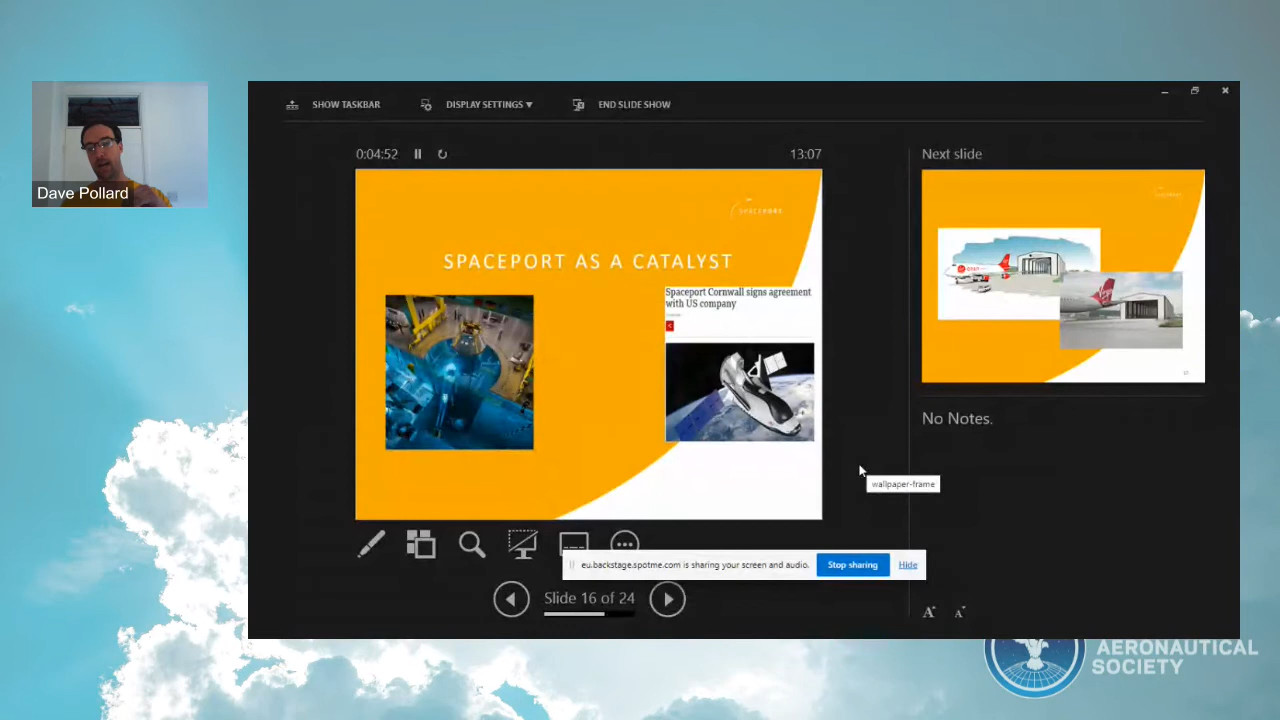 SHOW TASKBAR
DISPLAY SETTINGS ▼
END SLIDE SHOW
Dave Pollard
0:04:52
13:07
Next slide
SPACEPORT
SPACEPORT AS A CATALYST
Spaceport Cornwall signs agreement
with US company
No Notes.
wallpaper-frame
eu.backstage.spotme.com is sharing your screen and audio.
Stop sharing
Hide
Slide 16 of 24
AERONAUTICAL
SOCIETY